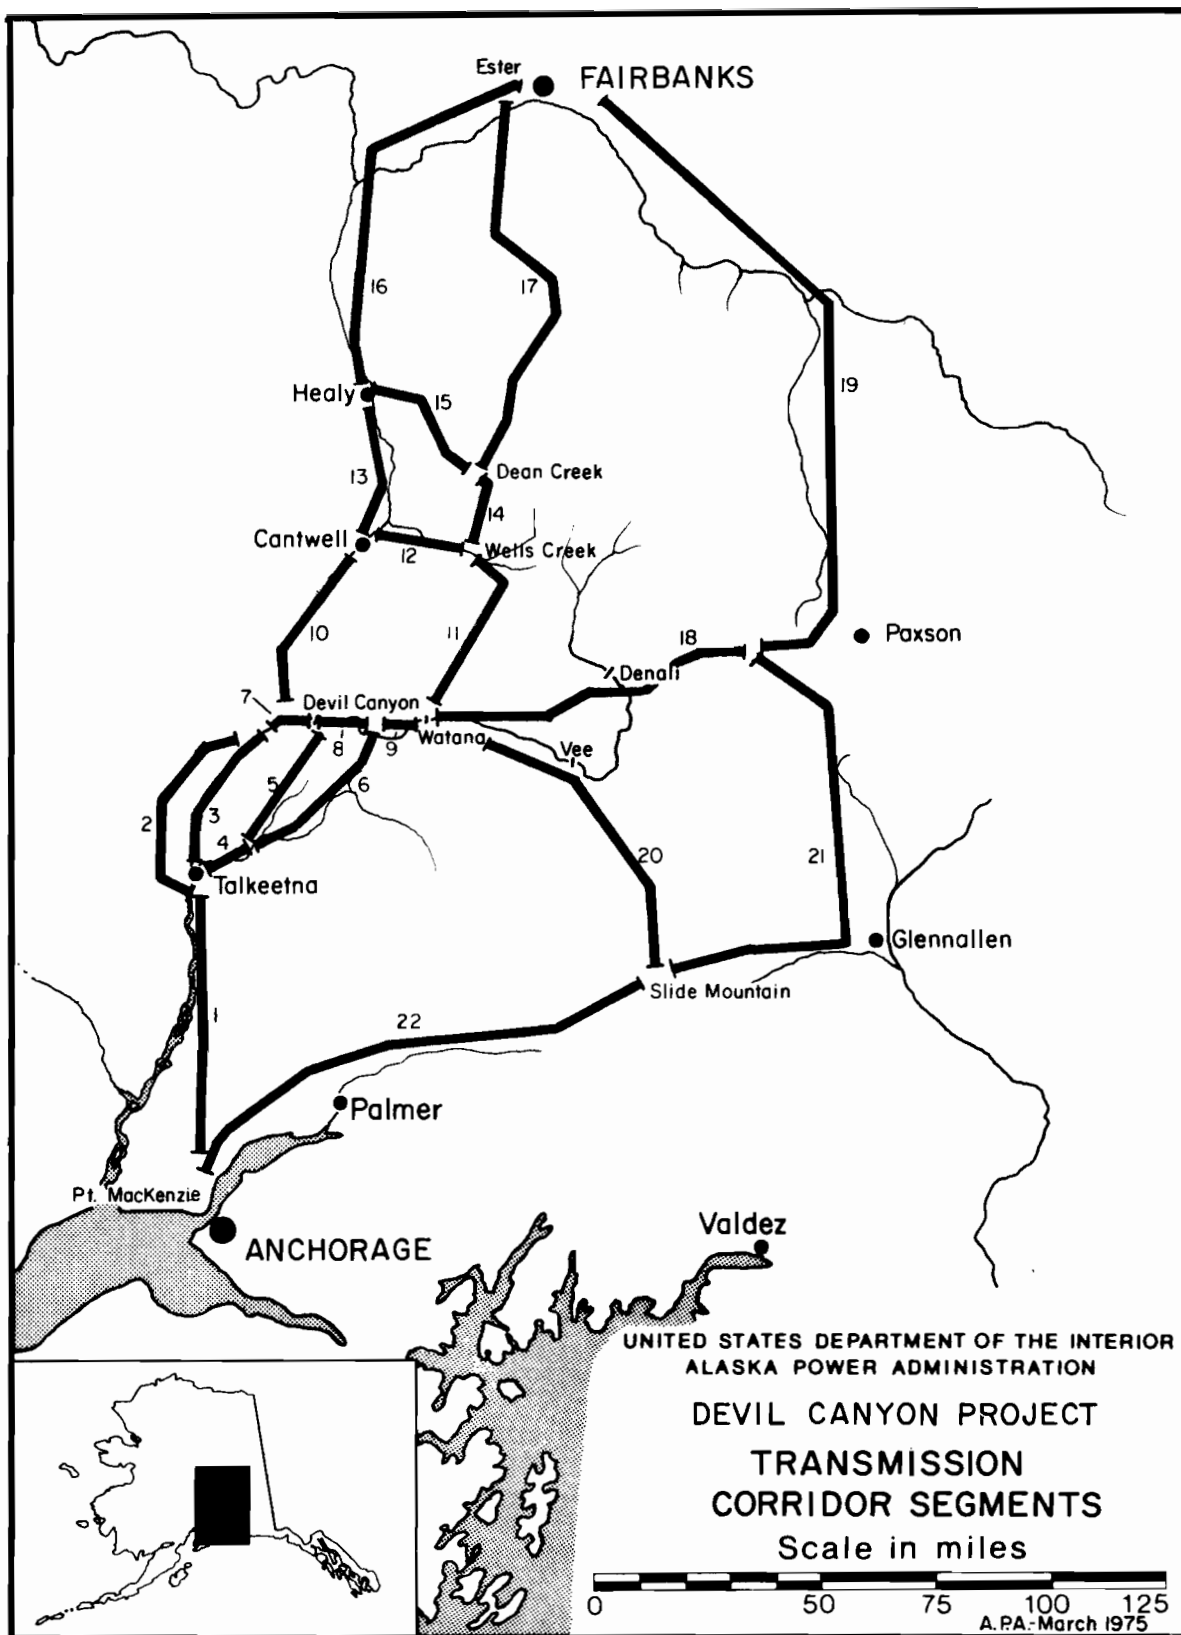 Ester
FAIRBANKS
16
17
19
Healy
15
13
Dean Creek
14
Cantwell
12
Wells Creek
10
11
18
Paxson
Denali
7
Devil Canyon
8
9
Watana
Vee
5
6
2
3
4
20
21
Talkeetna
Glennallen
Slide Mountain
1
22
Palmer
Pt. MacKenzie
ANCHORAGE
Valdez
UNITED STATES DEPARTMENT OF THE INTERIOR
ALASKA POWER ADMINISTRATION
DEVIL CANYON PROJECT
TRANSMISSION
CORRIDOR SEGMENTS
Scale in miles
0 50 75 100 125
A.P.A.-March 1975